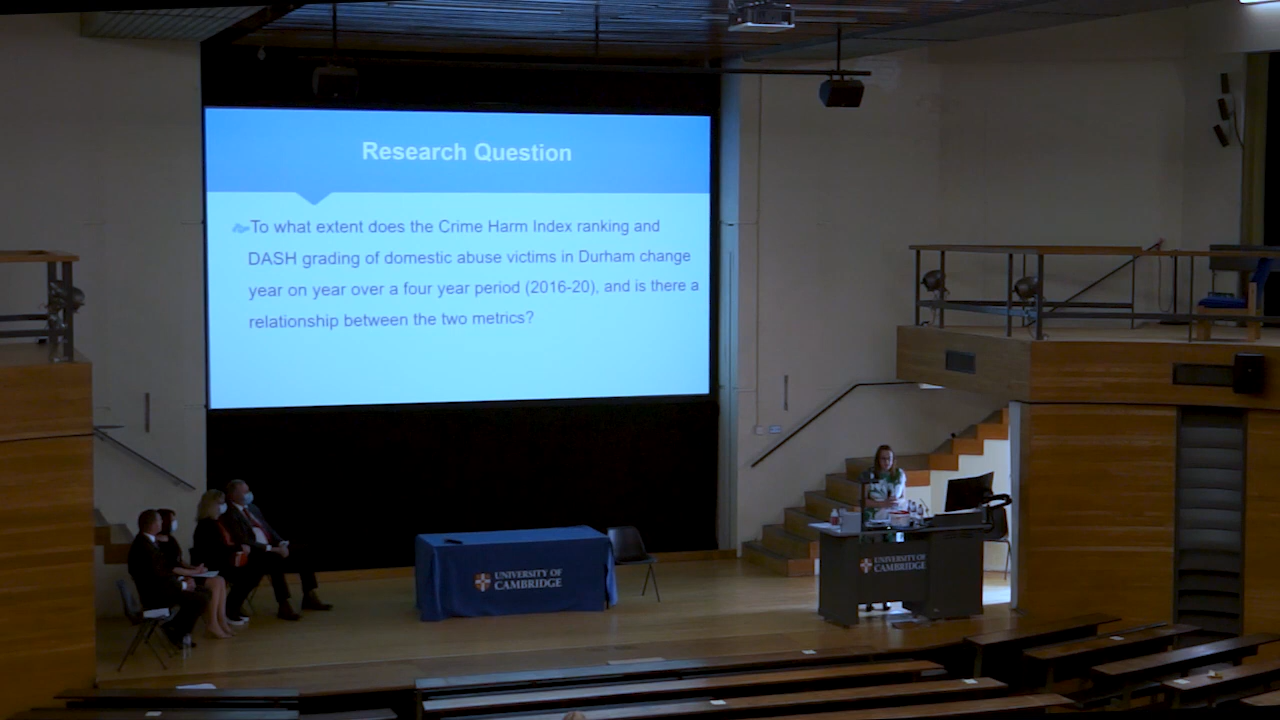 Research Question
To what extent does the Crime Harm Index ranking and
DASH grading of domestic abuse victims in Durham change
year on year over a four year period (2016-20), and is there a
relationship between the two metrics?
UNIVERSITY OF
CAMBRIDGE
UNIVERSITY OF
CAMBRIDGE